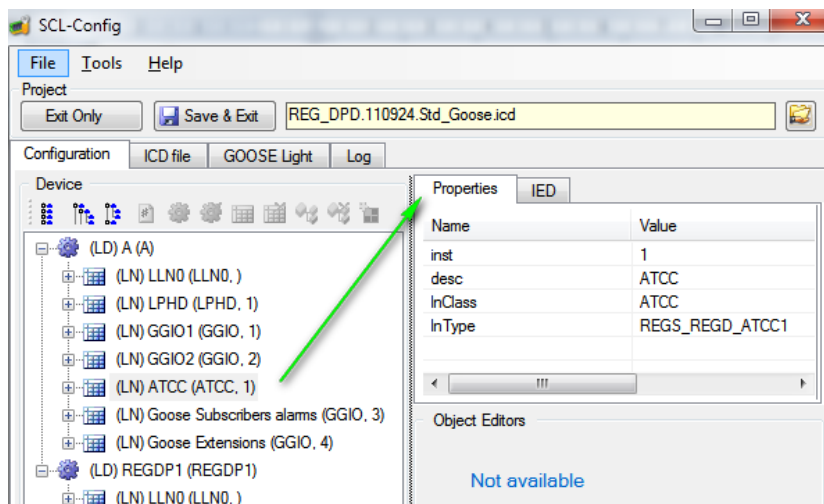 SCL-Config
File Tools Help
Project
Exit Only Save & Exit REG_DPD.110924.Std_Goose.icd
Configuration ICD file GOOSE Light Log
Device
(LD) A (A)
(LN) LLN0 (LLN0, )
(LN) LPHD (LPHD, 1)
(LN) GGIO1 (GGIO, 1)
(LN) GGIO2 (GGIO, 2)
(LN) ATCC (ATCC, 1)
(LN) Goose Subscribers alarms (GGIO, 3)
(LN) Goose Extensions (GGIO, 4)
(LD) REGDP1 (REGDP1)
(LN) LLN0 (LLN0, )
Properties IED
Name Value
inst 1
desc ATCC
lnClass ATCC
lnType REGS_REGD_ATCC1
Object Editors
Not available